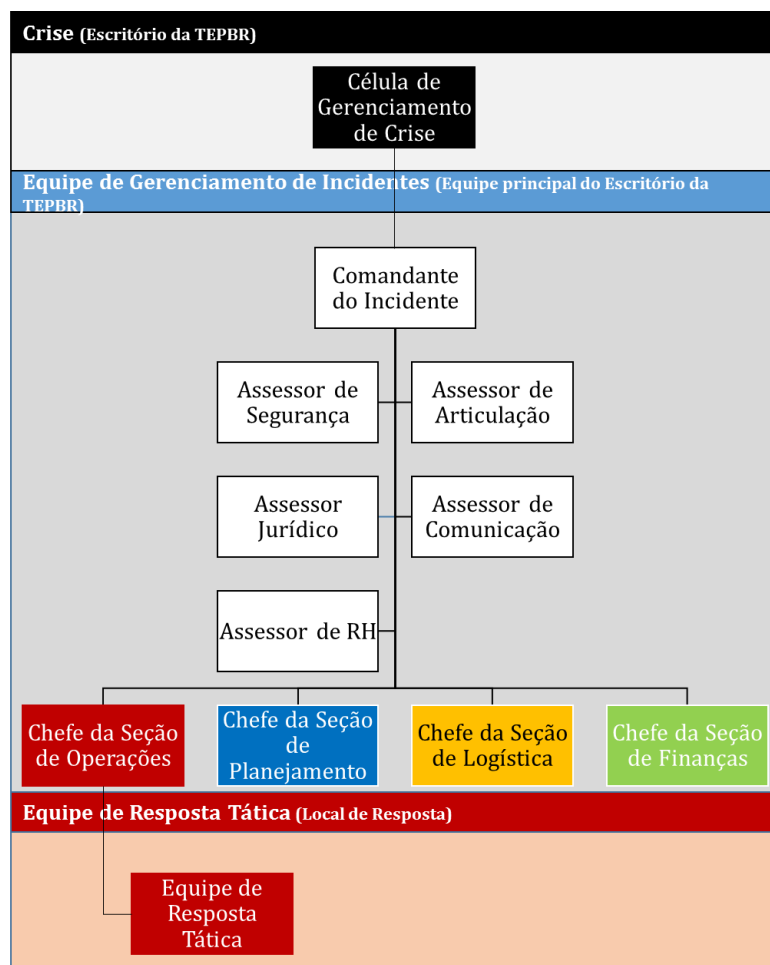 Crise (Escritório da TEPBR)
Célula de
Gerenciamento
de Crise
Equipe de Gerenciamento de Incidentes (Equipe principal do Escritório da
TEPBR)
Comandante
do Incidente
Assessor de
Segurança
Assessor de
Articulação
Assessor
Jurídico
Assessor de
Comunicação
Assessor de RH
Chefe da Seção
de Operações
Chefe da Seção
de
Planejamento
Chefe da Seção
de Logística
Chefe da Seção
de Finanças
Equipe de Resposta Tática (Local de Resposta)
Equipe de
Resposta
Tática